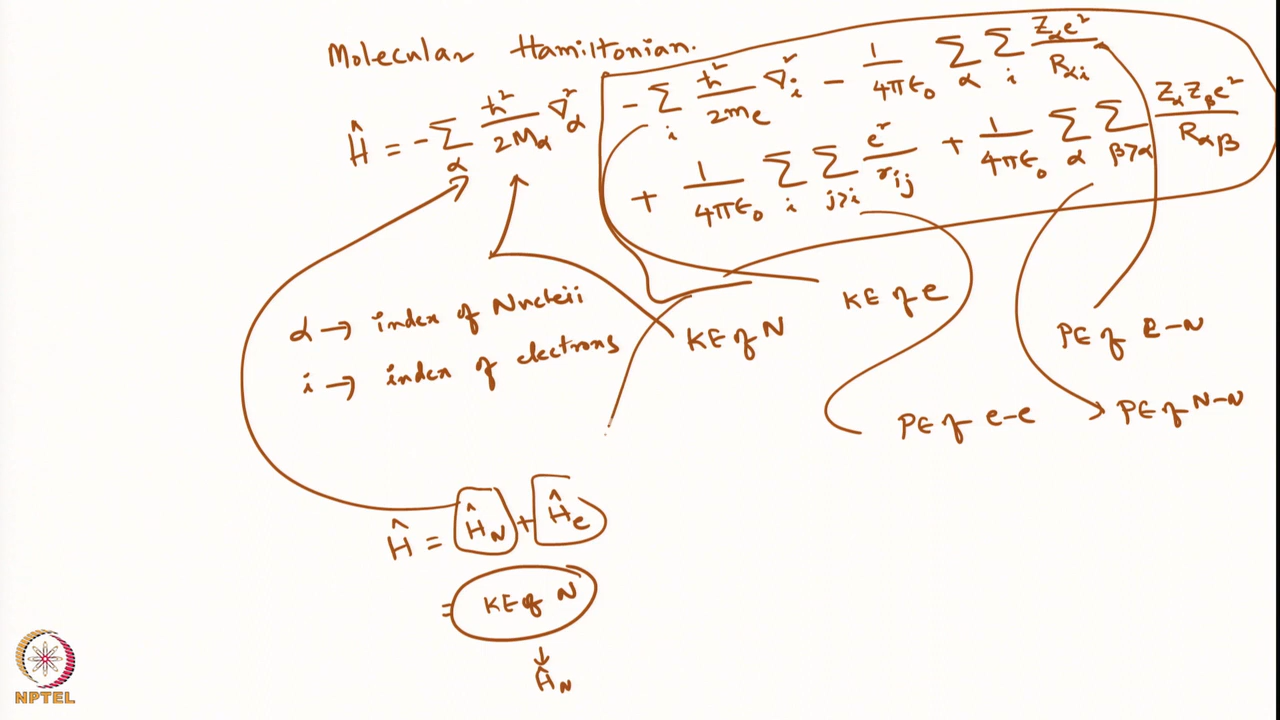 Molecular Hamiltonian.
Ĥ = - Σ_α ħ²/2M_α ∇²_α - Σ_i ħ²/2m_e ∇²_i - 1/4πε₀ Σ_α Σ_i Z_α e²/R_αi
+ 1/4πε₀ Σ_i Σ_j>i e²/r_ij + 1/4πε₀ Σ_α Σ_β>α Z_α Z_β e²/R_αβ
α → index of Nucleii
i → index of electrons
KE of N
KE of e
PE of e-N
PE of e-e
PE of N-N
Ĥ = Ĥ_N + Ĥ_e
= KE of N
↓
Ĥ_N
NPTEL